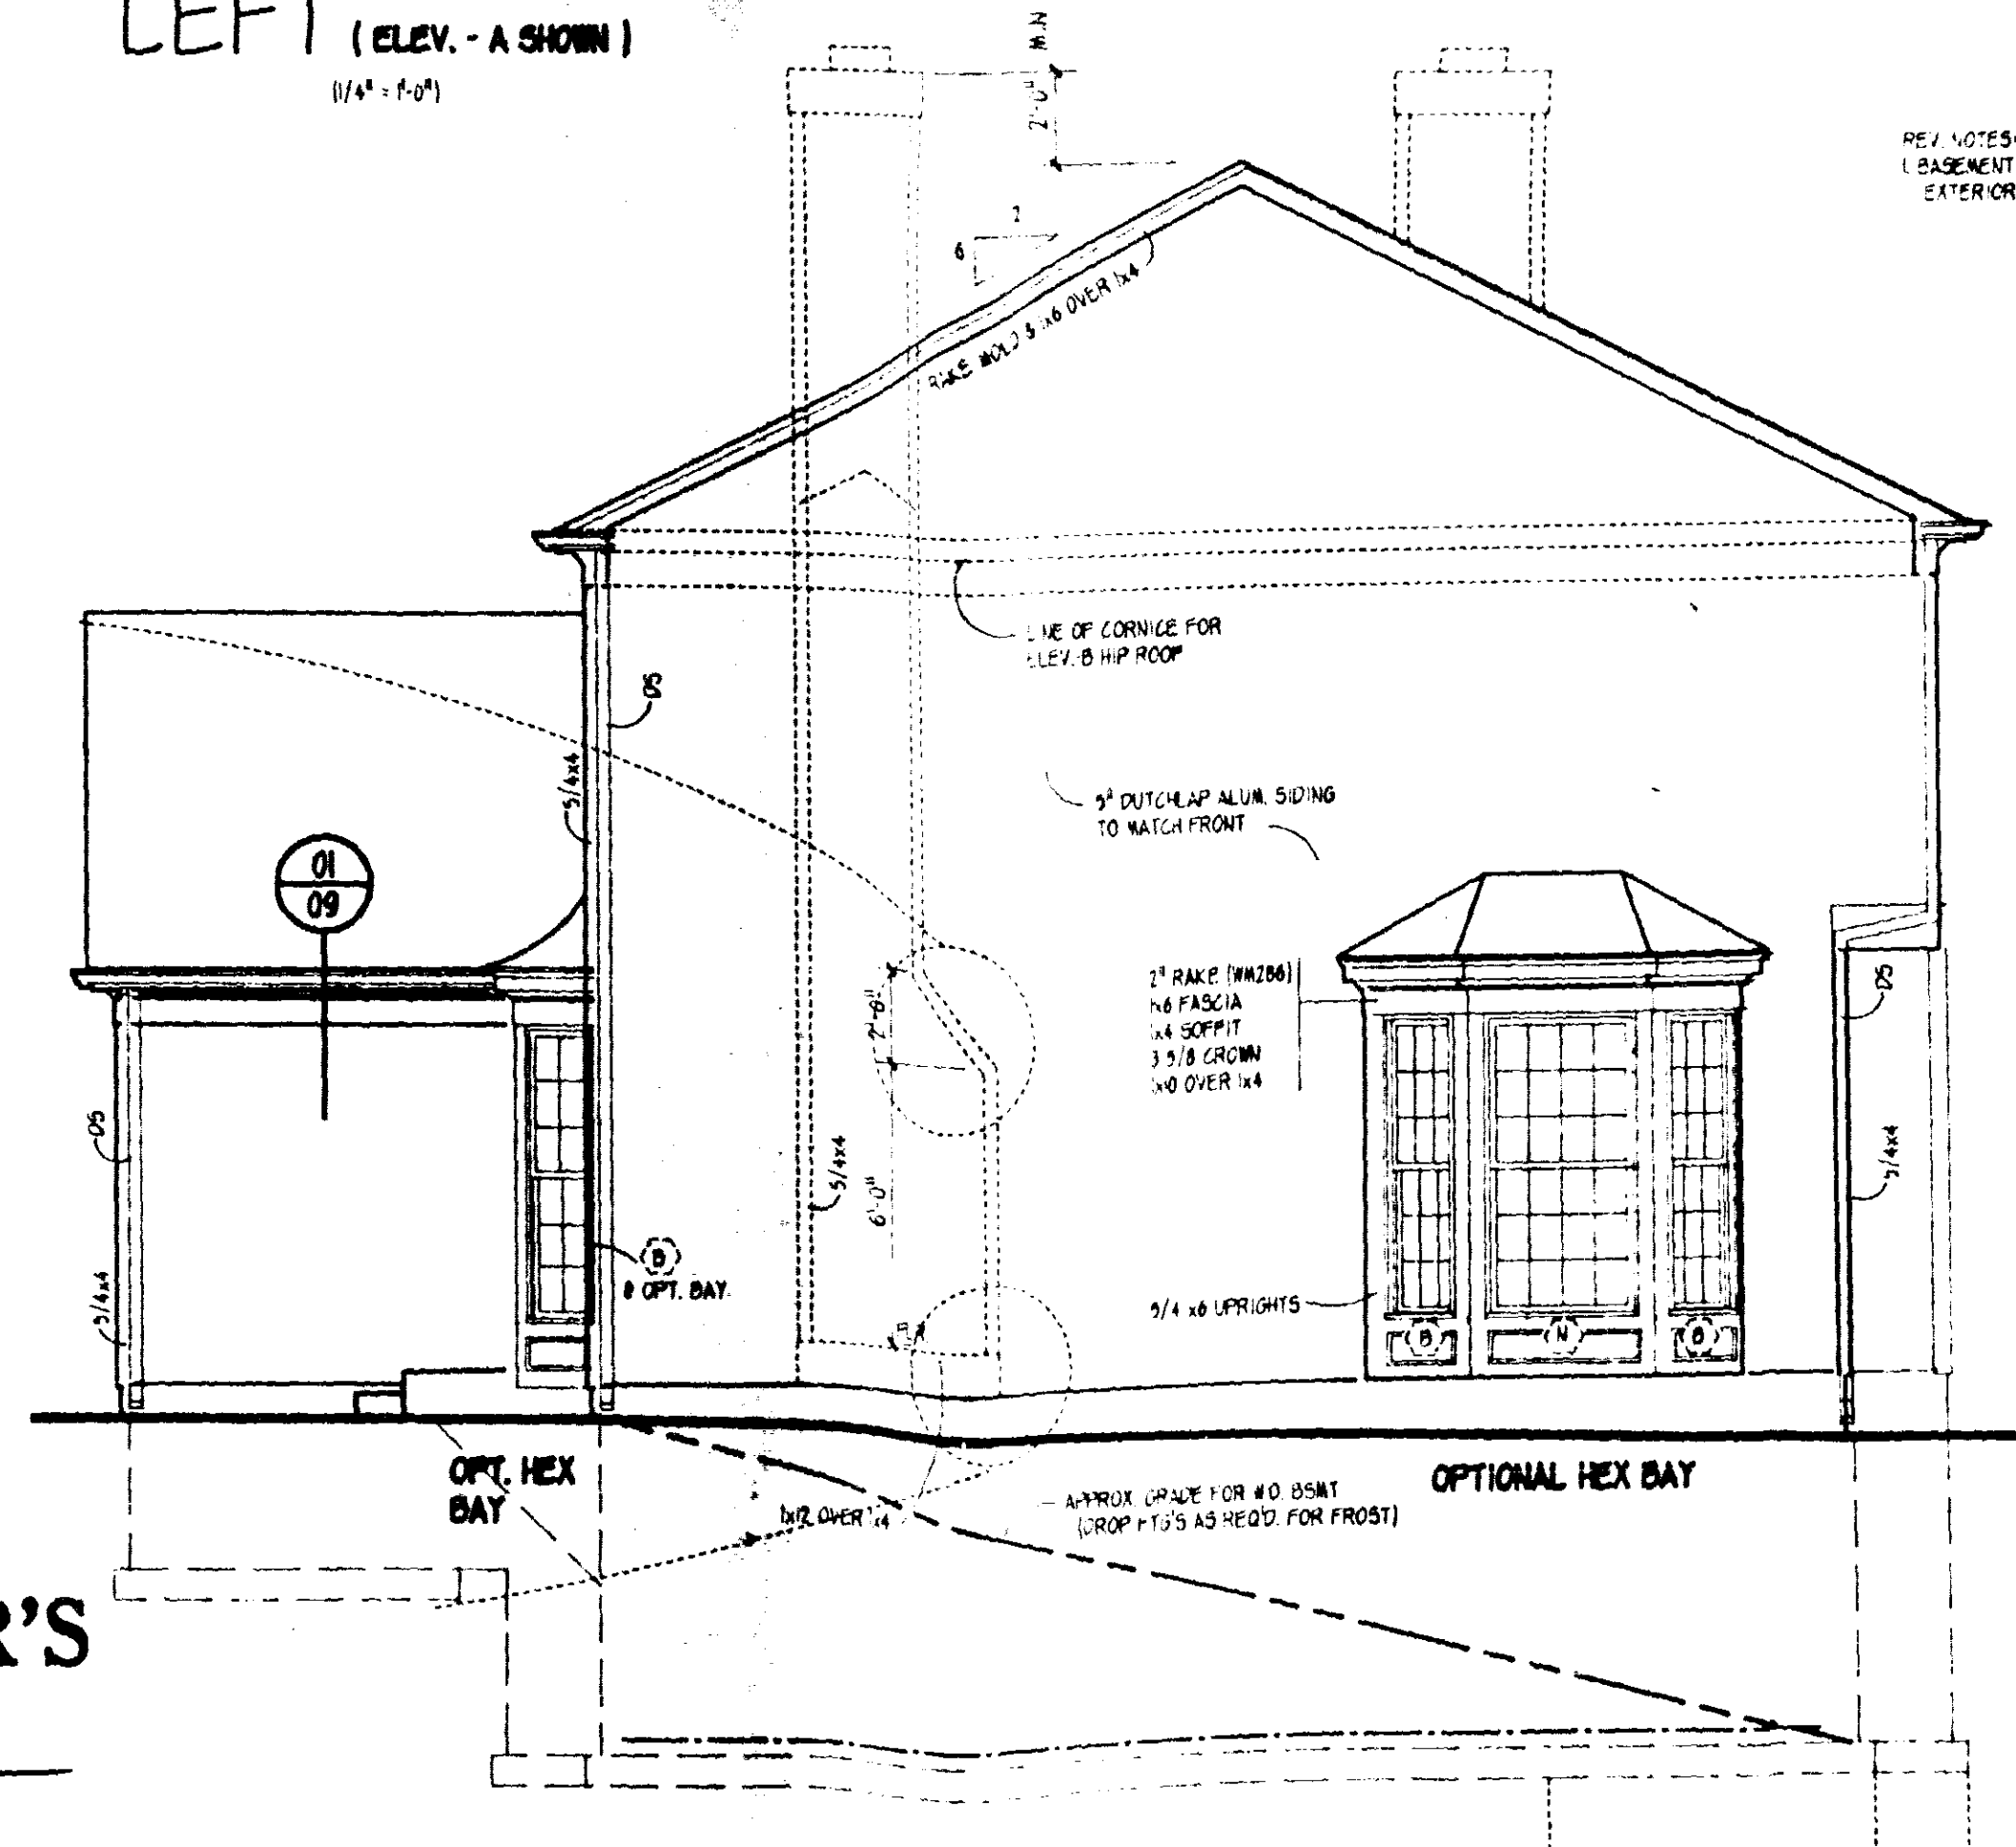 LEFT (ELEV. - A SHOWN)
(1/4" = 1'-0")
2'-0" MIN
REV. NOTES
BASEMENT
EXTERIOR
6
RAKE MOLD & 1x6 OVER 1x4
LINE OF CORNICE FOR
ELEV. B HIP ROOF
DS
5/4x4
5" DUTCHLAP ALUM. SIDING
TO MATCH FRONT
01
09
2" RAKE (WM288)
1x6 FASCIA
1x4 SOFFIT
3 5/8 CROWN
1x10 OVER 1x4
2'-8"
DS
DS
5/4x4
5/4x4
6'-0"
B
OPT. BAY
5/4x4
5/4 x6 UPRIGHTS
B
N
B
OPT. HEX
BAY
OPTIONAL HEX BAY
1x12 OVER 1x4
APPROX. GRADE FOR W.O. BSMT
(DROP FTG'S AS REQ'D. FOR FROST)
R'S